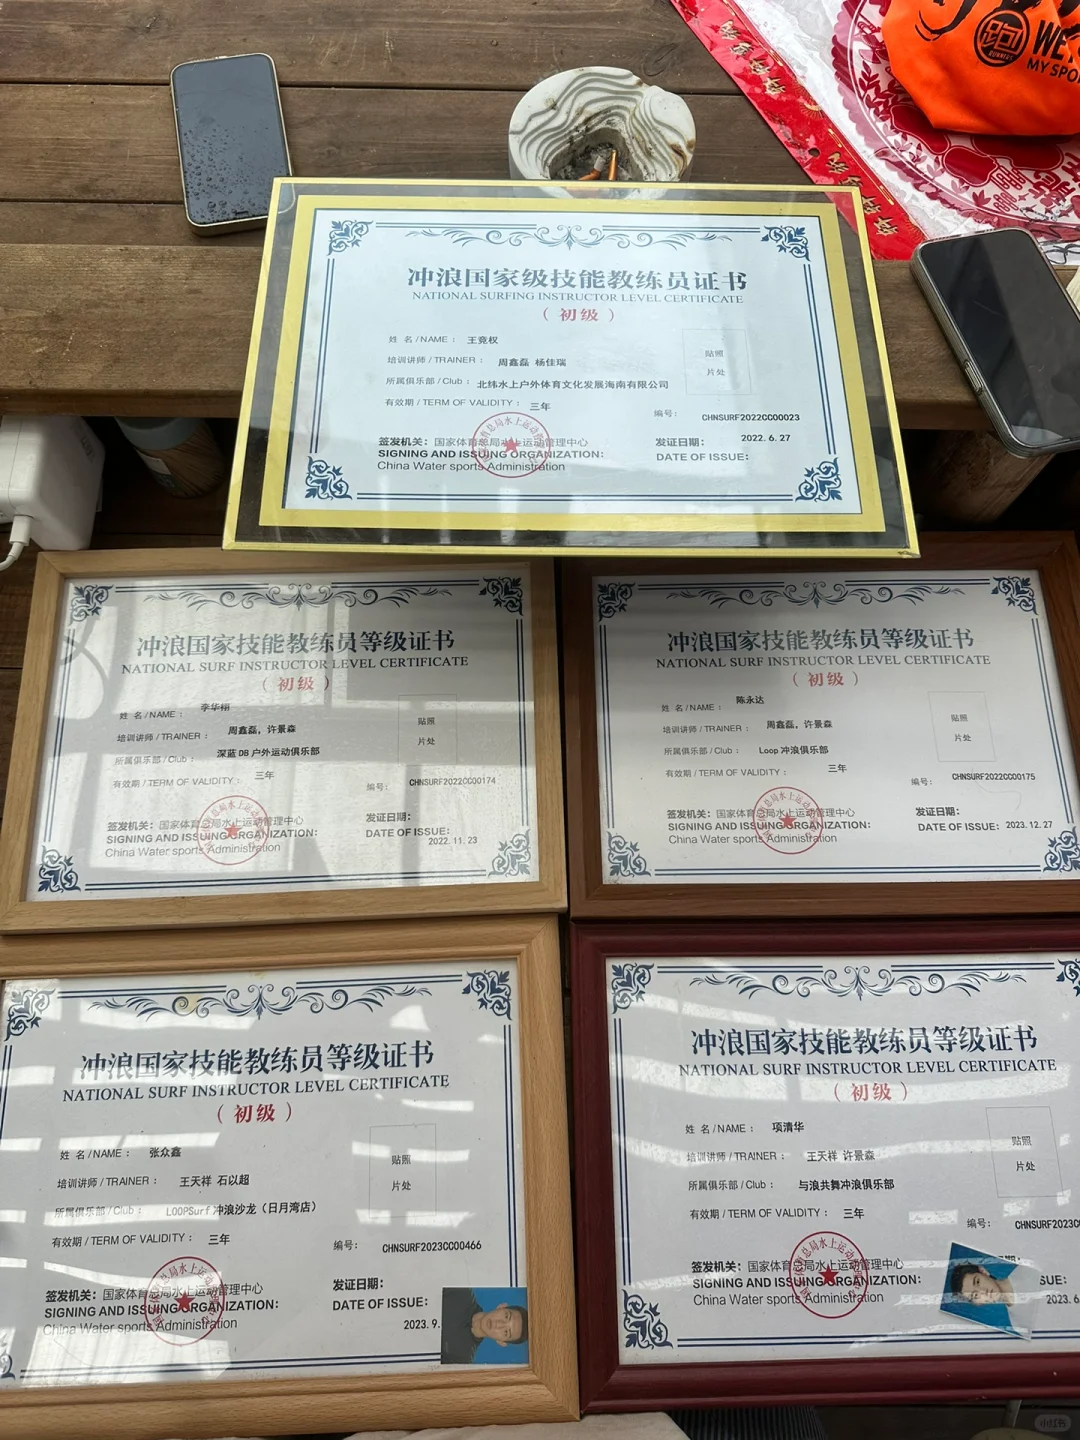 跑
WE
MY SPO
冲浪国家级技能教练员证书
NATIONAL SURFING INSTRUCTOR LEVEL CERTIFICATE
（初级）
姓 名 / NAME： 王竟权
培训讲师 / TRAINER： 周鑫磊 杨佳瑞
所属俱乐部 / Club： 北纬水上户外体育文化发展海南有限公司
有效期 / TERM OF VALIDITY： 三年
贴照
片处
编号： CHNSURF2022CC00023
签发机关：国家体育总局水上运动管理中心
SIGNING AND ISSUING ORGANIZATION:
China Water sports Administration
发证日期： 2022. 6. 27
DATE OF ISSUE:
冲浪国家技能教练员等级证书
NATIONAL SURF INSTRUCTOR LEVEL CERTIFICATE
（初级）
姓 名 / NAME： 李华栩
培训讲师 / TRAINER： 周鑫磊，许景森
所属俱乐部 / Club： 深蓝 DB 户外运动俱乐部
有效期 / TERM OF VALIDITY： 三年
贴照
片处
编号： CHNSURF2022CC00174
签发机关：国家体育总局水上运动管理中心
SIGNING AND ISSUING ORGANIZATION:
China Water sports Administration
发证日期：
DATE OF ISSUE:
2022. 11. 23
冲浪国家技能教练员等级证书
NATIONAL SURF INSTRUCTOR LEVEL CERTIFICATE
（初级）
姓 名 / NAME： 陈永达
培训讲师 / TRAINER： 周鑫磊，许景森
所属俱乐部 / Club： Loop 冲浪俱乐部
有效期 / TERM OF VALIDITY： 三年
贴照
片处
编号： CHNSURF2022CC00175
签发机关：国家体育总局水上运动管理中心
SIGNING AND ISSUING ORGANIZATION:
China Water sports Administration
发证日期：
DATE OF ISSUE: 2023. 12. 27
冲浪国家技能教练员等级证书
NATIONAL SURF INSTRUCTOR LEVEL CERTIFICATE
（初级）
姓 名 / NAME： 张众鑫
培训讲师 / TRAINER： 王天祥 石以超
所属俱乐部 / Club： LOOPSurf 冲浪沙龙（日月湾店）
有效期 / TERM OF VALIDITY： 三年
贴照
片处
编号： CHNSURF2023CC00466
签发机关：国家体育总局水上运动管理中心
SIGNING AND ISSUING ORGANIZATION:
China Water sports Administration
发证日期：
DATE OF ISSUE:
2023. 9.
冲浪国家技能教练员等级证书
NATIONAL SURF INSTRUCTOR LEVEL CERTIFICATE
（初级）
姓 名 / NAME： 项清华
培训讲师 / TRAINER： 王天祥 许景森
所属俱乐部 / Club： 与浪共舞冲浪俱乐部
有效期 / TERM OF VALIDITY： 三年
贴照
片处
编号： CHNSURF2023C
签发机关：国家体育总局水上运动管理中心
SIGNING AND ISSUING ORGANIZATION:
China Water sports Administration
期：
SUE:
2023. 6
小红书